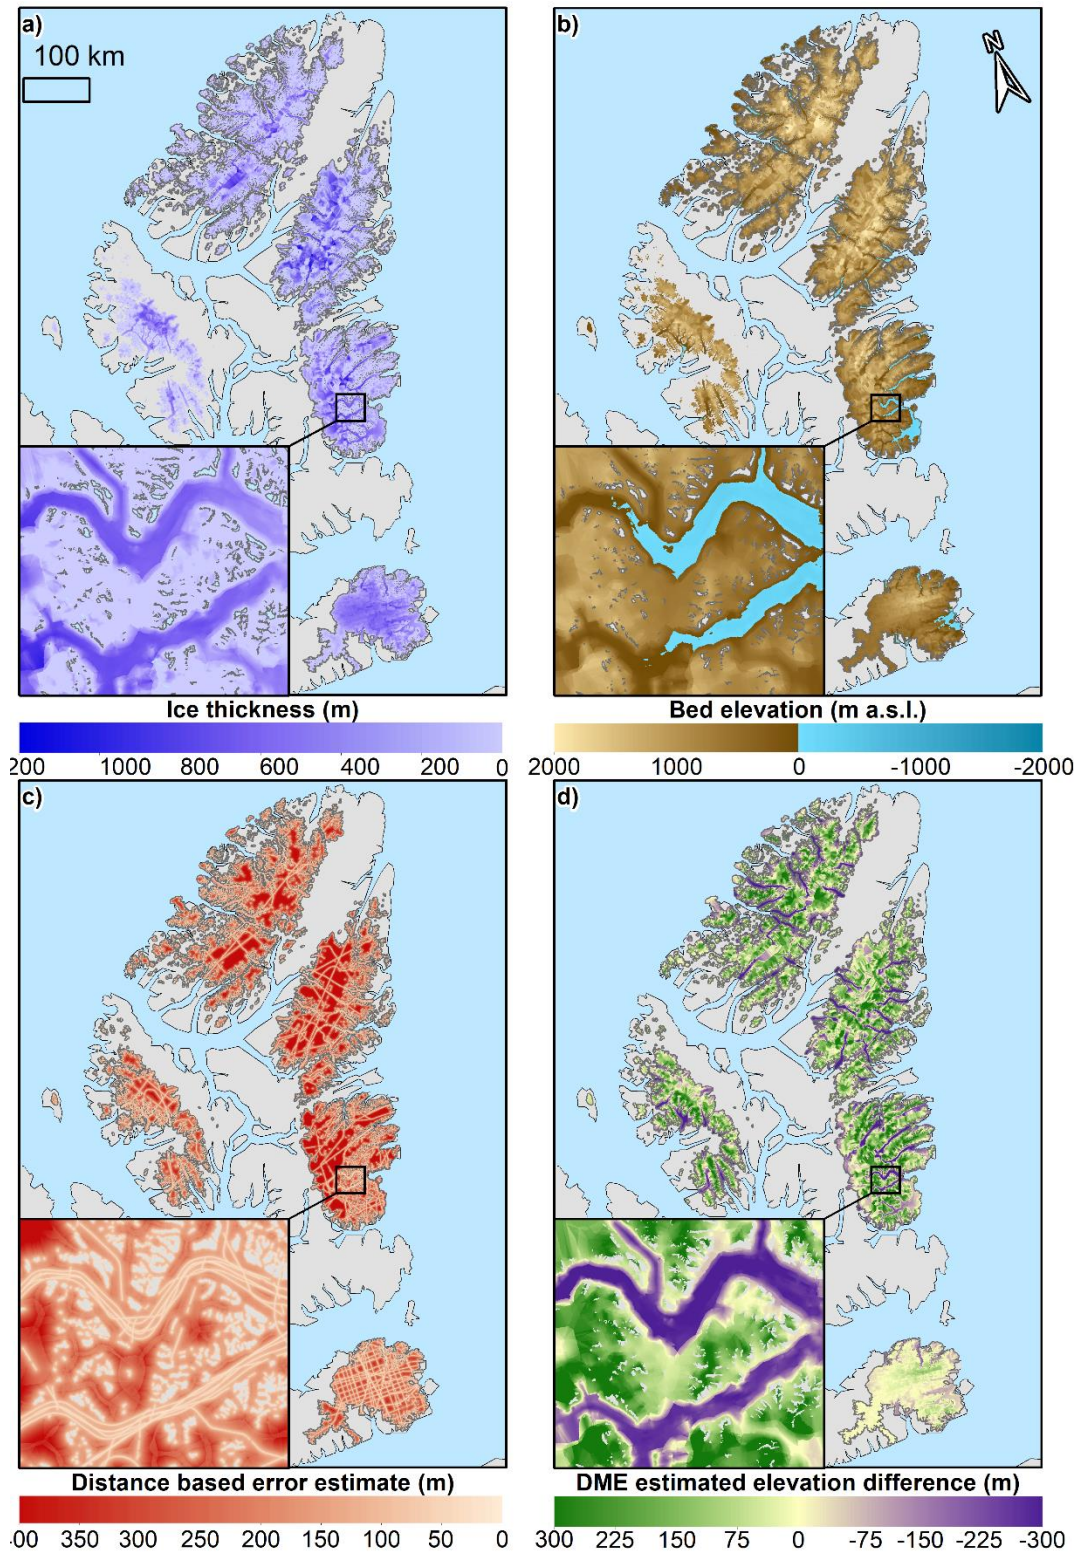 a)
100 km
b)
N
Ice thickness (m)
200 1000 800 600 400 200 0
Bed elevation (m a.s.l.)
2000 1000 0 -1000 -2000
c)
d)
Distance based error estimate (m)
00 350 300 250 200 150 100 50 0
DME estimated elevation difference (m)
300 225 150 75 0 -75 -150 -225 -300